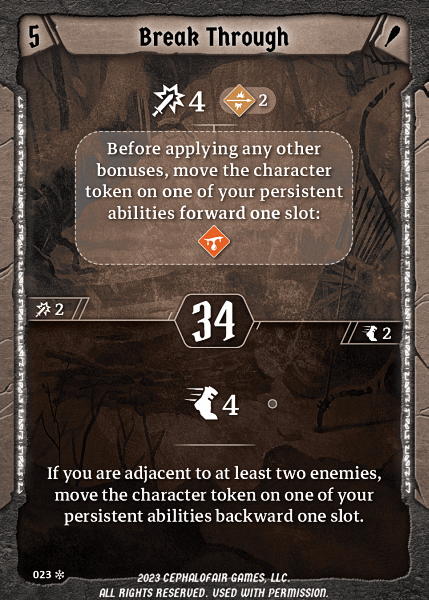 5
Break Through
4
2
Before applying any other
bonuses, move the character
token on one of your persistent
abilities forward one slot:
2
34
2
4
If you are adjacent to at least two enemies,
move the character token on one of your
persistent abilities backward one slot.
023
2023 CEPHALOFAIR GAMES, LLC.
ALL RIGHTS RESERVED. USED WITH PERMISSION.